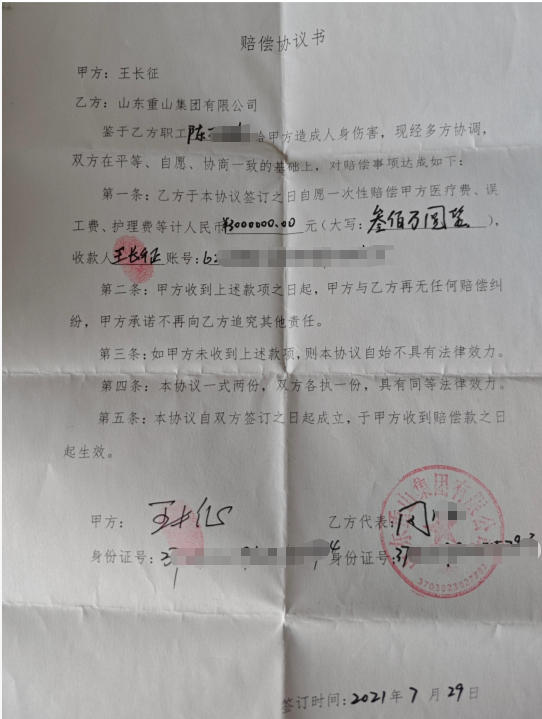 赔偿协议书
甲方：王长征
乙方：山东重山集团有限公司
鉴于乙方职工陈 给甲方造成人身伤害，现经多方协调，
双方在平等、自愿、协商一致的基础上，对赔偿事项达成如下：
第一条：乙方于本协议签订之日自愿一次性赔偿甲方医疗费、误
工费、护理费等计人民币¥3000000.00 元（大写：叁佰万圆整），
收款人王长征账号：6
第二条：甲方收到上述款项之日起，甲方与乙方再无任何赔偿纠
纷，甲方承诺不再向乙方追究其他责任。
第三条：如甲方未收到上述款项，则本协议自始不具有法律效力。
第四条：本协议一式两份，双方各执一份，具有同等法律效力。
第五条：本协议自双方签订之日起成立，于甲方收到赔偿款之日
起生效。
甲方： 王长征 乙方代表：
身份证号：3 4 身份证号：37
山集团有限公
签订时间：2021年 7 月 29日